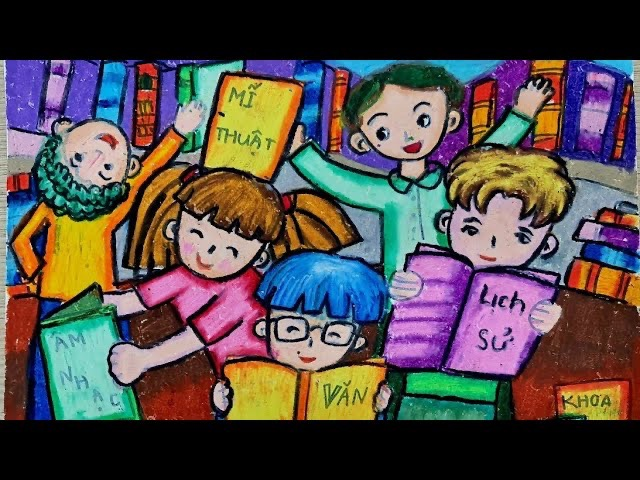 MĨ
THUẬT
LỊCH
SỬ
ÂM
NHẠC
VĂN
KHOA